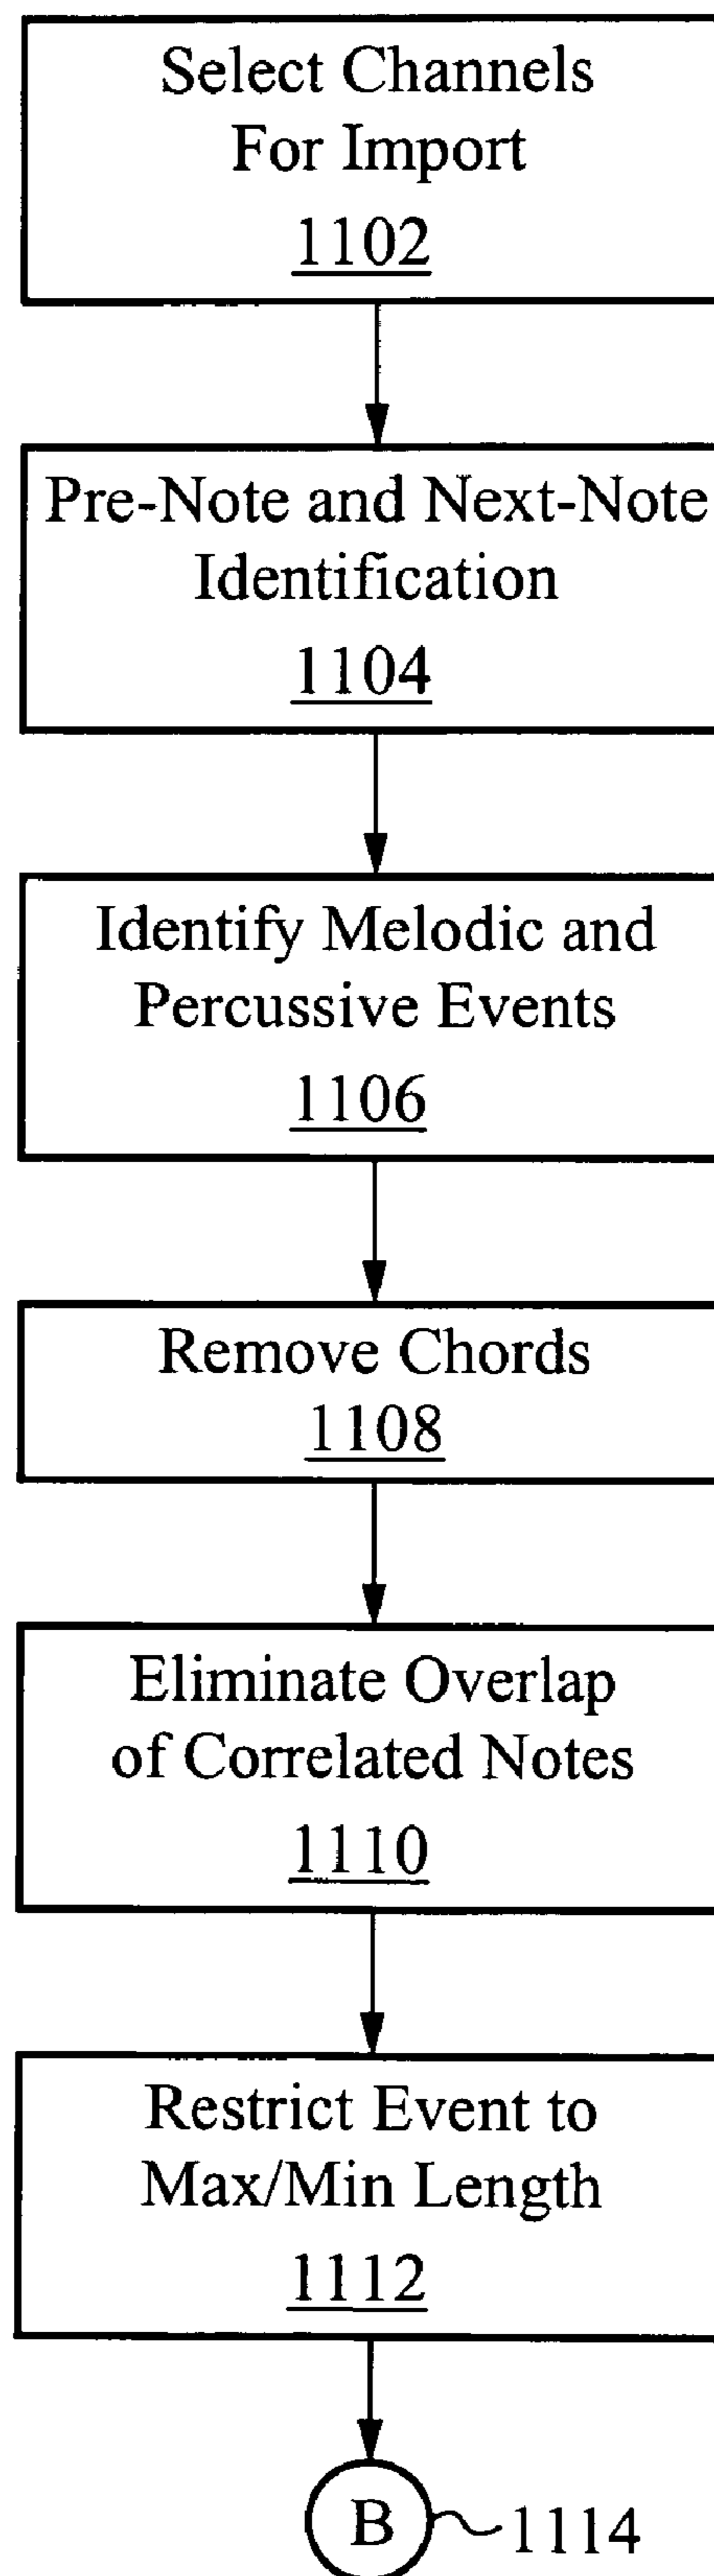 Select Channels
For Import
1102
Pre-Note and Next-Note
Identification
1104
Identify Melodic and
Percussive Events
1106
Remove Chords
1108
Eliminate Overlap
of Correlated Notes
1110
Restrict Event to
Max/Min Length
1112
B 1114